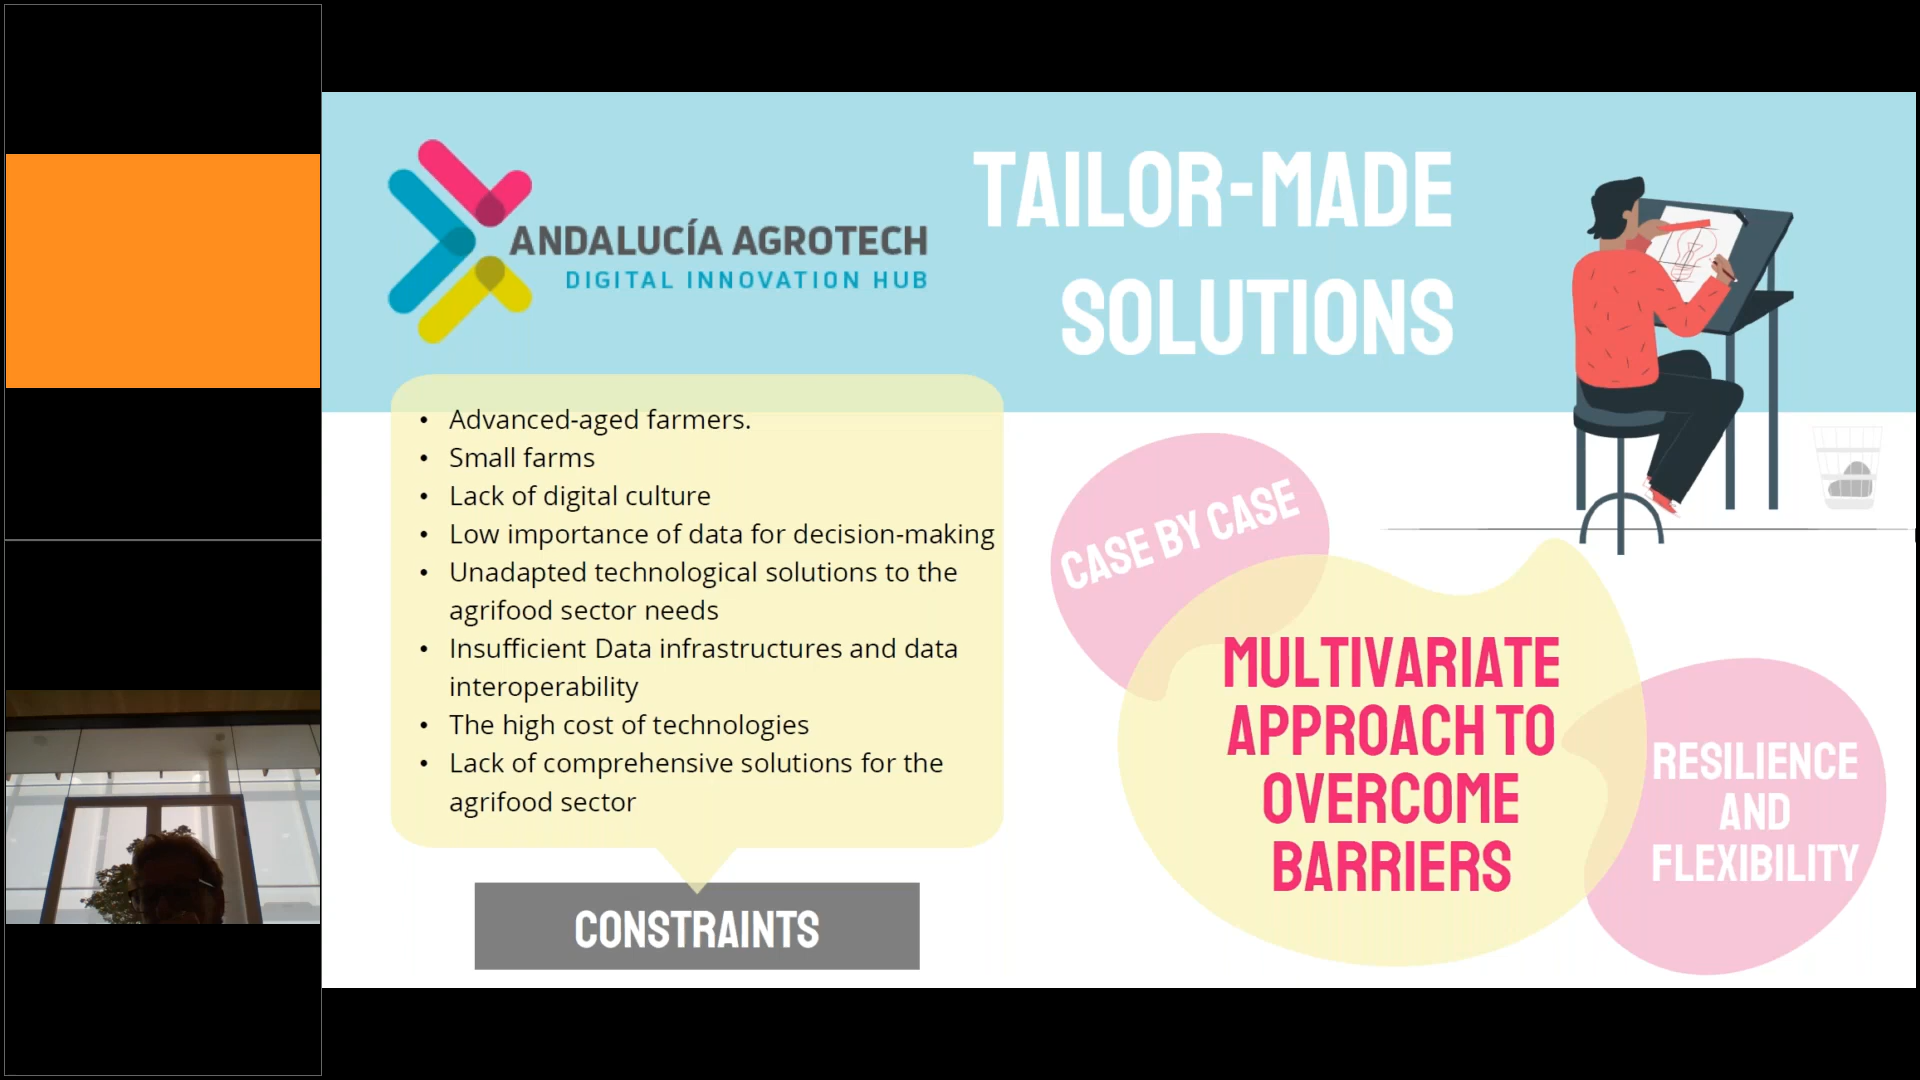 ANDALUCÍA AGROTECH
DIGITAL INNOVATION HUB
TAILOR-MADE
SOLUTIONS
• Advanced-aged farmers.
• Small farms
• Lack of digital culture
• Low importance of data for decision-making
• Unadapted technological solutions to the
agrifood sector needs
• Insufficient Data infrastructures and data
interoperability
• The high cost of technologies
• Lack of comprehensive solutions for the
agrifood sector
CONSTRAINTS
CASE BY CASE
MULTIVARIATE
APPROACH TO
OVERCOME
BARRIERS
RESILIENCE
AND
FLEXIBILITY